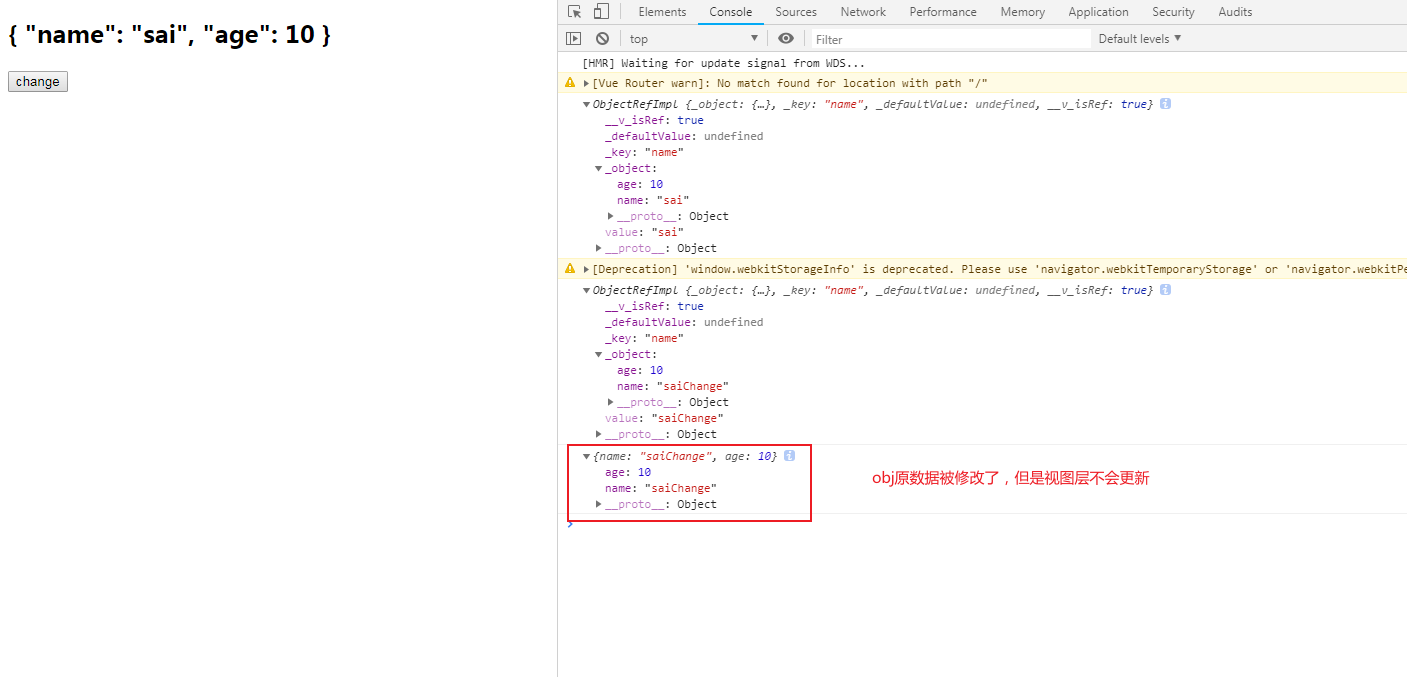 { "name": "sai", "age": 10 }
change
Elements Console Sources Network Performance Memory Application Security Audits
top ▼ Filter Default levels ▼
[HMR] Waiting for update signal from WDS...
▶[Vue Router warn]: No match found for location with path "/"
▼ObjectRefImpl {_object: {…}, _key: "name", _defaultValue: undefined, __v_isRef: true} i
__v_isRef: true
_defaultValue: undefined
_key: "name"
▼_object:
age: 10
name: "sai"
▶__proto__: Object
value: "sai"
▶__proto__: Object
▶[Deprecation] 'window.webkitStorageInfo' is deprecated. Please use 'navigator.webkitTemporaryStorage' or 'navigator.webkitPe
▼ObjectRefImpl {_object: {…}, _key: "name", _defaultValue: undefined, __v_isRef: true} i
__v_isRef: true
_defaultValue: undefined
_key: "name"
▼_object:
age: 10
name: "saiChange"
▶__proto__: Object
value: "saiChange"
▶__proto__: Object
▼{name: "saiChange", age: 10} i
age: 10
name: "saiChange"
▶__proto__: Object
obj原数据被修改了，但是视图层不会更新